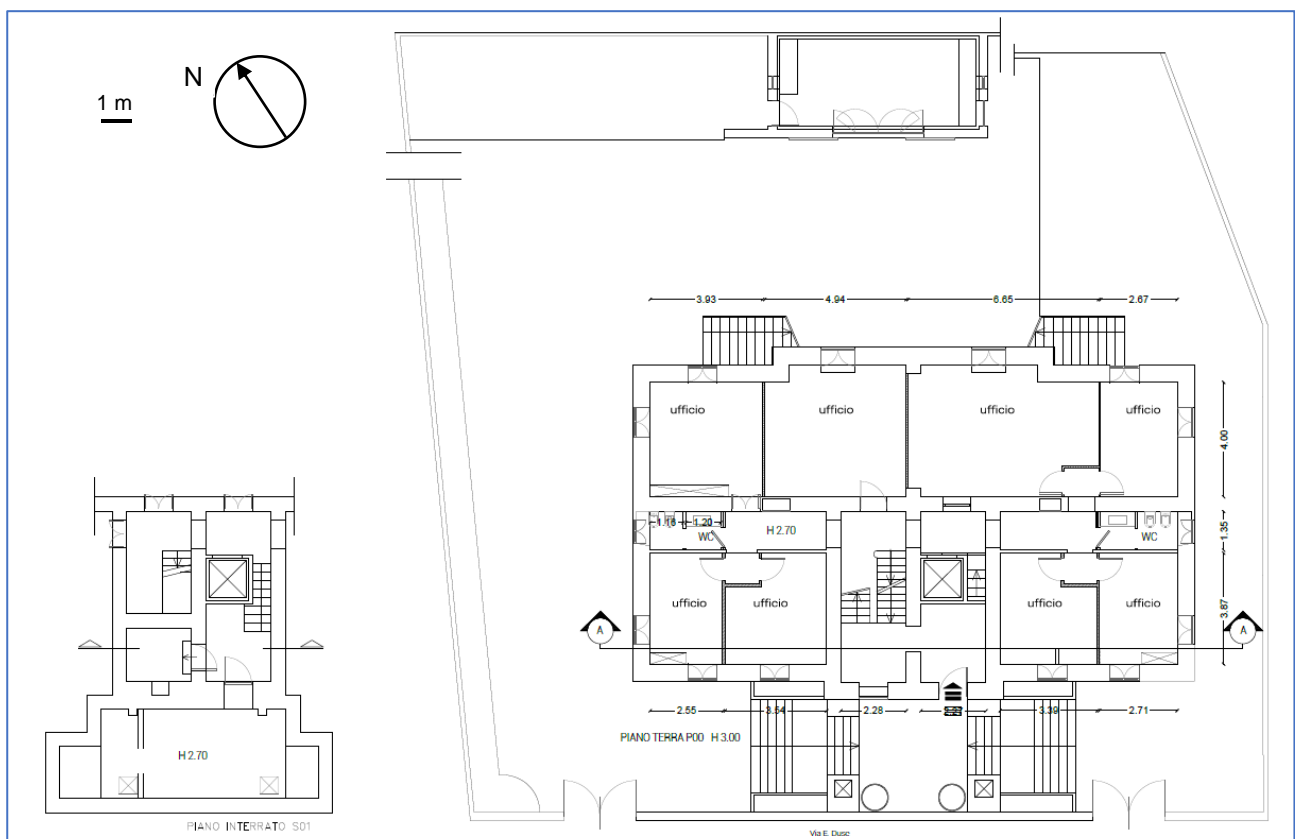 N
1 m
3.93 4.94 6.65 2.67
ufficio ufficio ufficio ufficio
4.00
1.16 1.20
WC H 2.70 WC
1.35
ufficio ufficio ufficio ufficio
3.87
A A
2.55 3.54 2.28 3.39 2.71
PIANO TERRA P00 H 3.00
H 2.70
PIANO INTERRATO S01
Via E. Duse